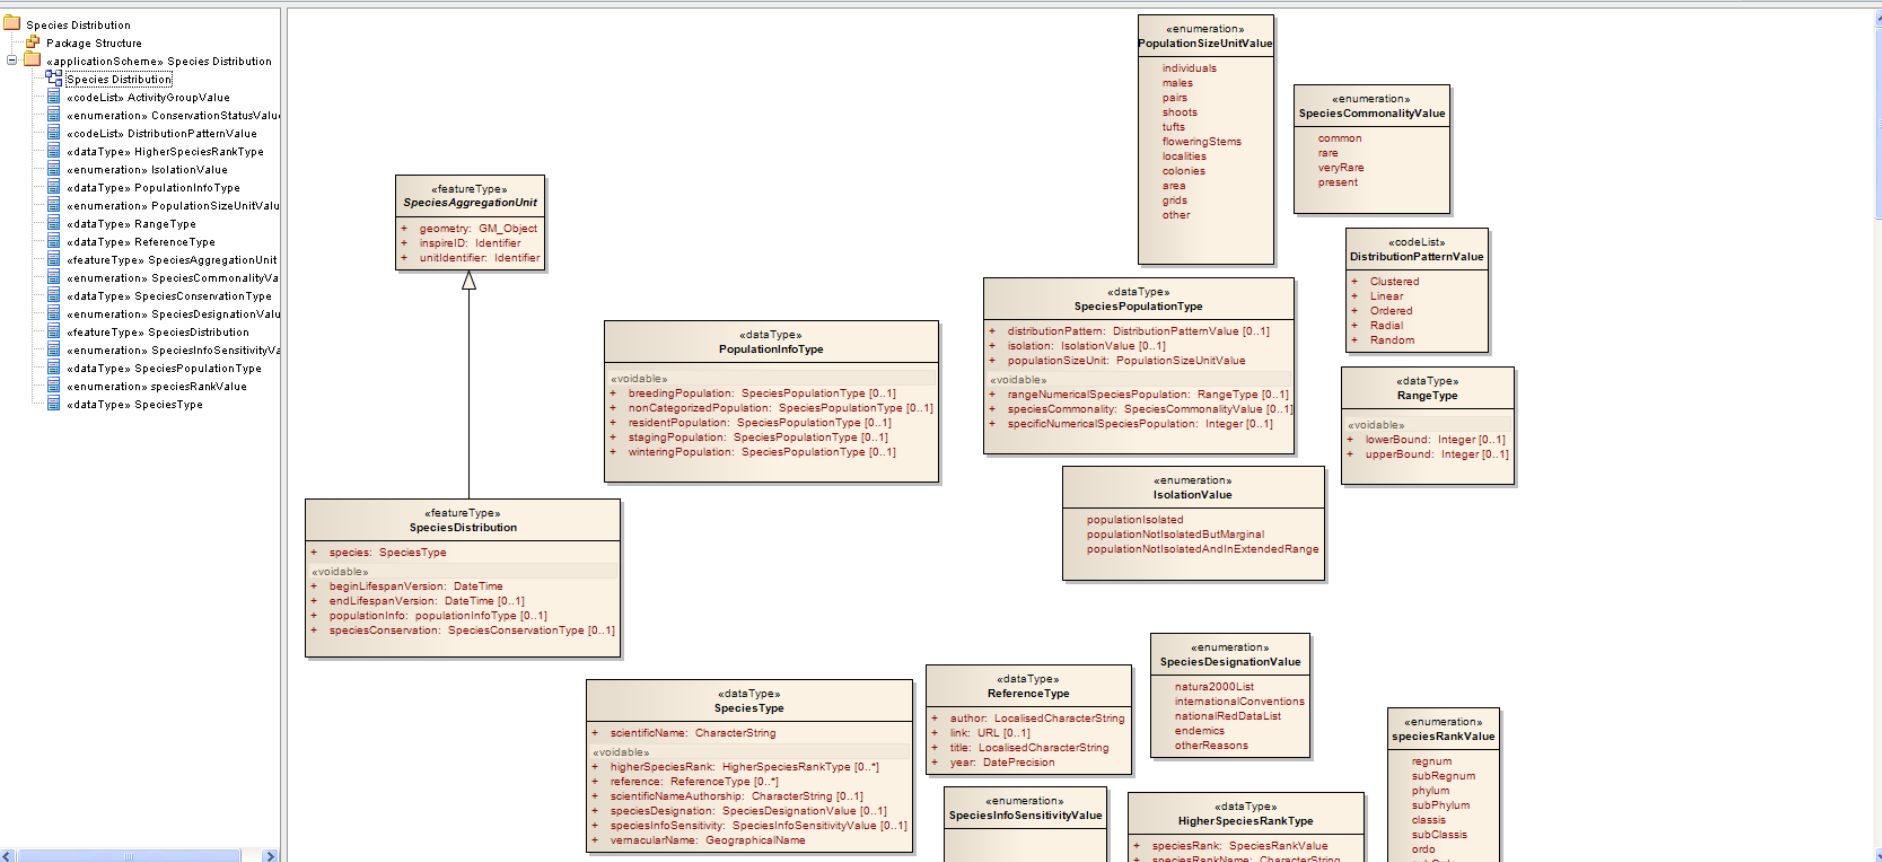 Species Distribution
Package Structure
«applicationScheme» Species Distribution
Species Distribution
«codeList» ActivityGroupValue
«enumeration» ConservationStatusValu
«codeList» DistributionPatternValue
«dataType» HigherSpeciesRankType
«enumeration» IsolationValue
«dataType» PopulationInfoType
«enumeration» PopulationSizeUnitValu
«dataType» RangeType
«dataType» ReferenceType
«featureType» SpeciesAggregationUnit
«enumeration» SpeciesCommonalityVa
«dataType» SpeciesConservationType
«enumeration» SpeciesDesignationValu
«featureType» SpeciesDistribution
«enumeration» SpeciesInfoSensitivityVa
«dataType» SpeciesPopulationType
«enumeration» speciesRankValue
«dataType» SpeciesType
«enumeration»
PopulationSizeUnitValue
individuals
males
pairs
shoots
tufts
floweringStems
localities
colonies
area
grids
other
«enumeration»
SpeciesCommonalityValue
common
rare
veryRare
present
«featureType»
SpeciesAggregationUnit
+ geometry: GM_Object
+ inspireID: Identifier
+ unitIdentifier: Identifier
«codeList»
DistributionPatternValue
+ Clustered
+ Linear
+ Ordered
+ Radial
+ Random
«dataType»
SpeciesPopulationType
+ distributionPattern: DistributionPatternValue [0..1]
+ isolation: IsolationValue [0..1]
+ populationSizeUnit: PopulationSizeUnitValue
«voidable»
+ rangeNumericalSpeciesPopulation: RangeType [0..1]
+ speciesCommonality: SpeciesCommonalityValue [0..1]
+ specificNumericalSpeciesPopulation: Integer [0..1]
«dataType»
PopulationInfoType
«voidable»
+ breedingPopulation: SpeciesPopulationType [0..1]
+ nonCategorizedPopulation: SpeciesPopulationType [0..1]
+ residentPopulation: SpeciesPopulationType [0..1]
+ stagingPopulation: SpeciesPopulationType [0..1]
+ winteringPopulation: SpeciesPopulationType [0..1]
«dataType»
RangeType
«voidable»
+ lowerBound: Integer [0..1]
+ upperBound: Integer [0..1]
«enumeration»
IsolationValue
populationIsolated
populationNotIsolatedButMarginal
populationNotIsolatedAndInExtendedRange
«featureType»
SpeciesDistribution
+ species: SpeciesType
«voidable»
+ beginLifespanVersion: DateTime
+ endLifespanVersion: DateTime [0..1]
+ populationInfo: populationInfoType [0..1]
+ speciesConservation: SpeciesConservationType [0..1]
«enumeration»
SpeciesDesignationValue
natura2000List
internationalConventions
nationalRedDataList
endemics
otherReasons
«dataType»
ReferenceType
+ author: LocalisedCharacterString
+ link: URL [0..1]
+ title: LocalisedCharacterString
+ year: DatePrecision
«dataType»
SpeciesType
+ scientificName: CharacterString
«voidable»
+ higherSpeciesRank: HigherSpeciesRankType [0..*]
+ reference: ReferenceType [0..*]
+ scientificNameAuthorship: CharacterString [0..1]
+ speciesDesignation: SpeciesDesignationValue [0..1]
+ speciesInfoSensitivity: SpeciesInfoSensitivityValue [0..1]
+ vernacularName: GeographicalName
«enumeration»
speciesRankValue
regnum
subRegnum
phylum
subPhylum
classis
subClassis
ordo
«enumeration»
SpeciesInfoSensitivityValue
«dataType»
HigherSpeciesRankType
+ speciesRank: SpeciesRankValue
+ speciesRankName: CharacterString